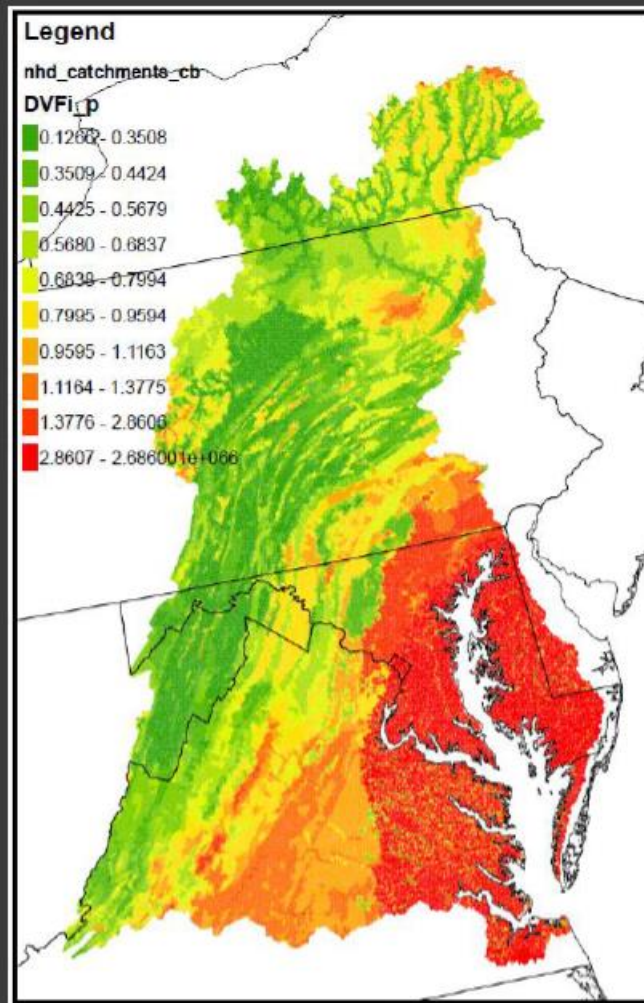 Legend
nhd_catchments_cb
DVFi_p
0.1266 - 0.3508
0.3509 - 0.4424
0.4425 - 0.5679
0.5680 - 0.6837
0.6838 - 0.7994
0.7995 - 0.9594
0.9595 - 1.1163
1.1164 - 1.3775
1.3776 - 2.8606
2.8607 - 2.686001e+066